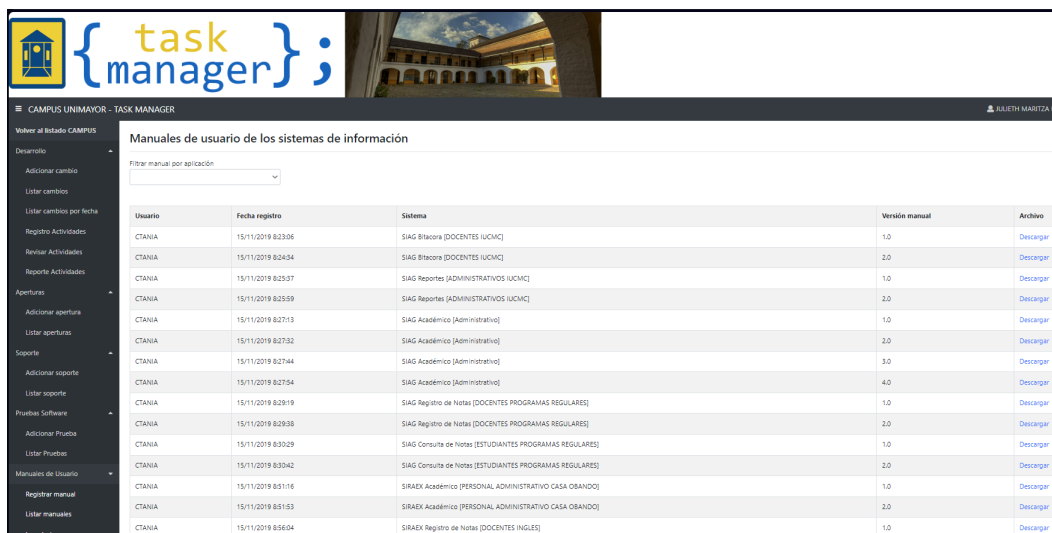 { task
manager};
CAMPUS UNIMAYOR - TASK MANAGER
JULIETH MARITZA
Volver al listado CAMPUS
Desarrollo
Adicionar cambio
Listar cambios
Listar cambios por fecha
Registro Actividades
Revisar Actividades
Reporte Actividades
Aperturas
Adicionar apertura
Listar aperturas
Soporte
Adicionar soporte
Listar soporte
Pruebas Software
Adicionar Prueba
Listar Pruebas
Manuales de Usuario
Registrar manual
Listar manuales
Manuales de usuario de los sistemas de información
Filtrar manual por aplicación
Usuario Fecha registro Sistema Versión manual Archivo
CTANIA 15/11/2019 8:23:06 SIAG Bitacora [DOCENTES IUCMC] 1.0 Descargar
CTANIA 15/11/2019 8:24:34 SIAG Bitacora [DOCENTES IUCMC] 2.0 Descargar
CTANIA 15/11/2019 8:25:37 SIAG Reportes [ADMINISTRATIVOS IUCMC] 1.0 Descargar
CTANIA 15/11/2019 8:25:59 SIAG Reportes [ADMINISTRATIVOS IUCMC] 2.0 Descargar
CTANIA 15/11/2019 8:27:13 SIAG Académico [Administrativo] 1.0 Descargar
CTANIA 15/11/2019 8:27:32 SIAG Académico [Administrativo] 2.0 Descargar
CTANIA 15/11/2019 8:27:44 SIAG Académico [Administrativo] 3.0 Descargar
CTANIA 15/11/2019 8:27:54 SIAG Académico [Administrativo] 4.0 Descargar
CTANIA 15/11/2019 8:29:19 SIAG Registro de Notas [DOCENTES PROGRAMAS REGULARES] 1.0 Descargar
CTANIA 15/11/2019 8:29:38 SIAG Registro de Notas [DOCENTES PROGRAMAS REGULARES] 2.0 Descargar
CTANIA 15/11/2019 8:30:29 SIAG Consulta de Notas [ESTUDIANTES PROGRAMAS REGULARES] 1.0 Descargar
CTANIA 15/11/2019 8:30:42 SIAG Consulta de Notas [ESTUDIANTES PROGRAMAS REGULARES] 2.0 Descargar
CTANIA 15/11/2019 8:51:16 SIRAEX Académico [PERSONAL ADMINISTRATIVO CASA OBANDO] 1.0 Descargar
CTANIA 15/11/2019 8:51:53 SIRAEX Académico [PERSONAL ADMINISTRATIVO CASA OBANDO] 2.0 Descargar
CTANIA 15/11/2019 8:56:04 SIRAEX Registro de Notas [DOCENTES INGLES] 1.0 Descargar